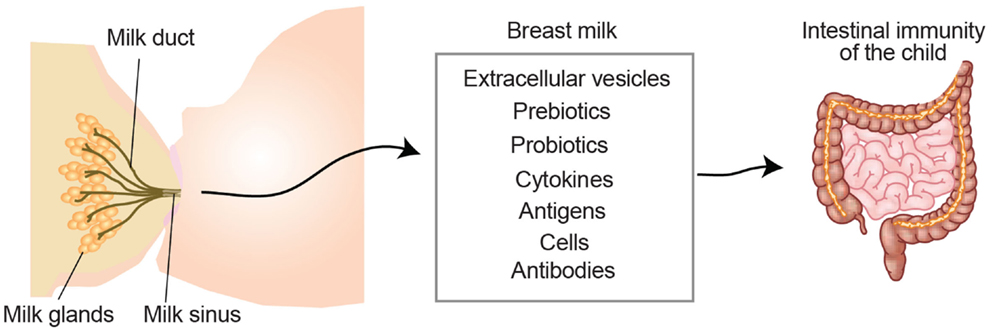 Milk duct
Milk glands
Milk sinus
Breast milk
Extracellular vesicles
Prebiotics
Probiotics
Cytokines
Antigens
Cells
Antibodies
Intestinal immunity
of the child